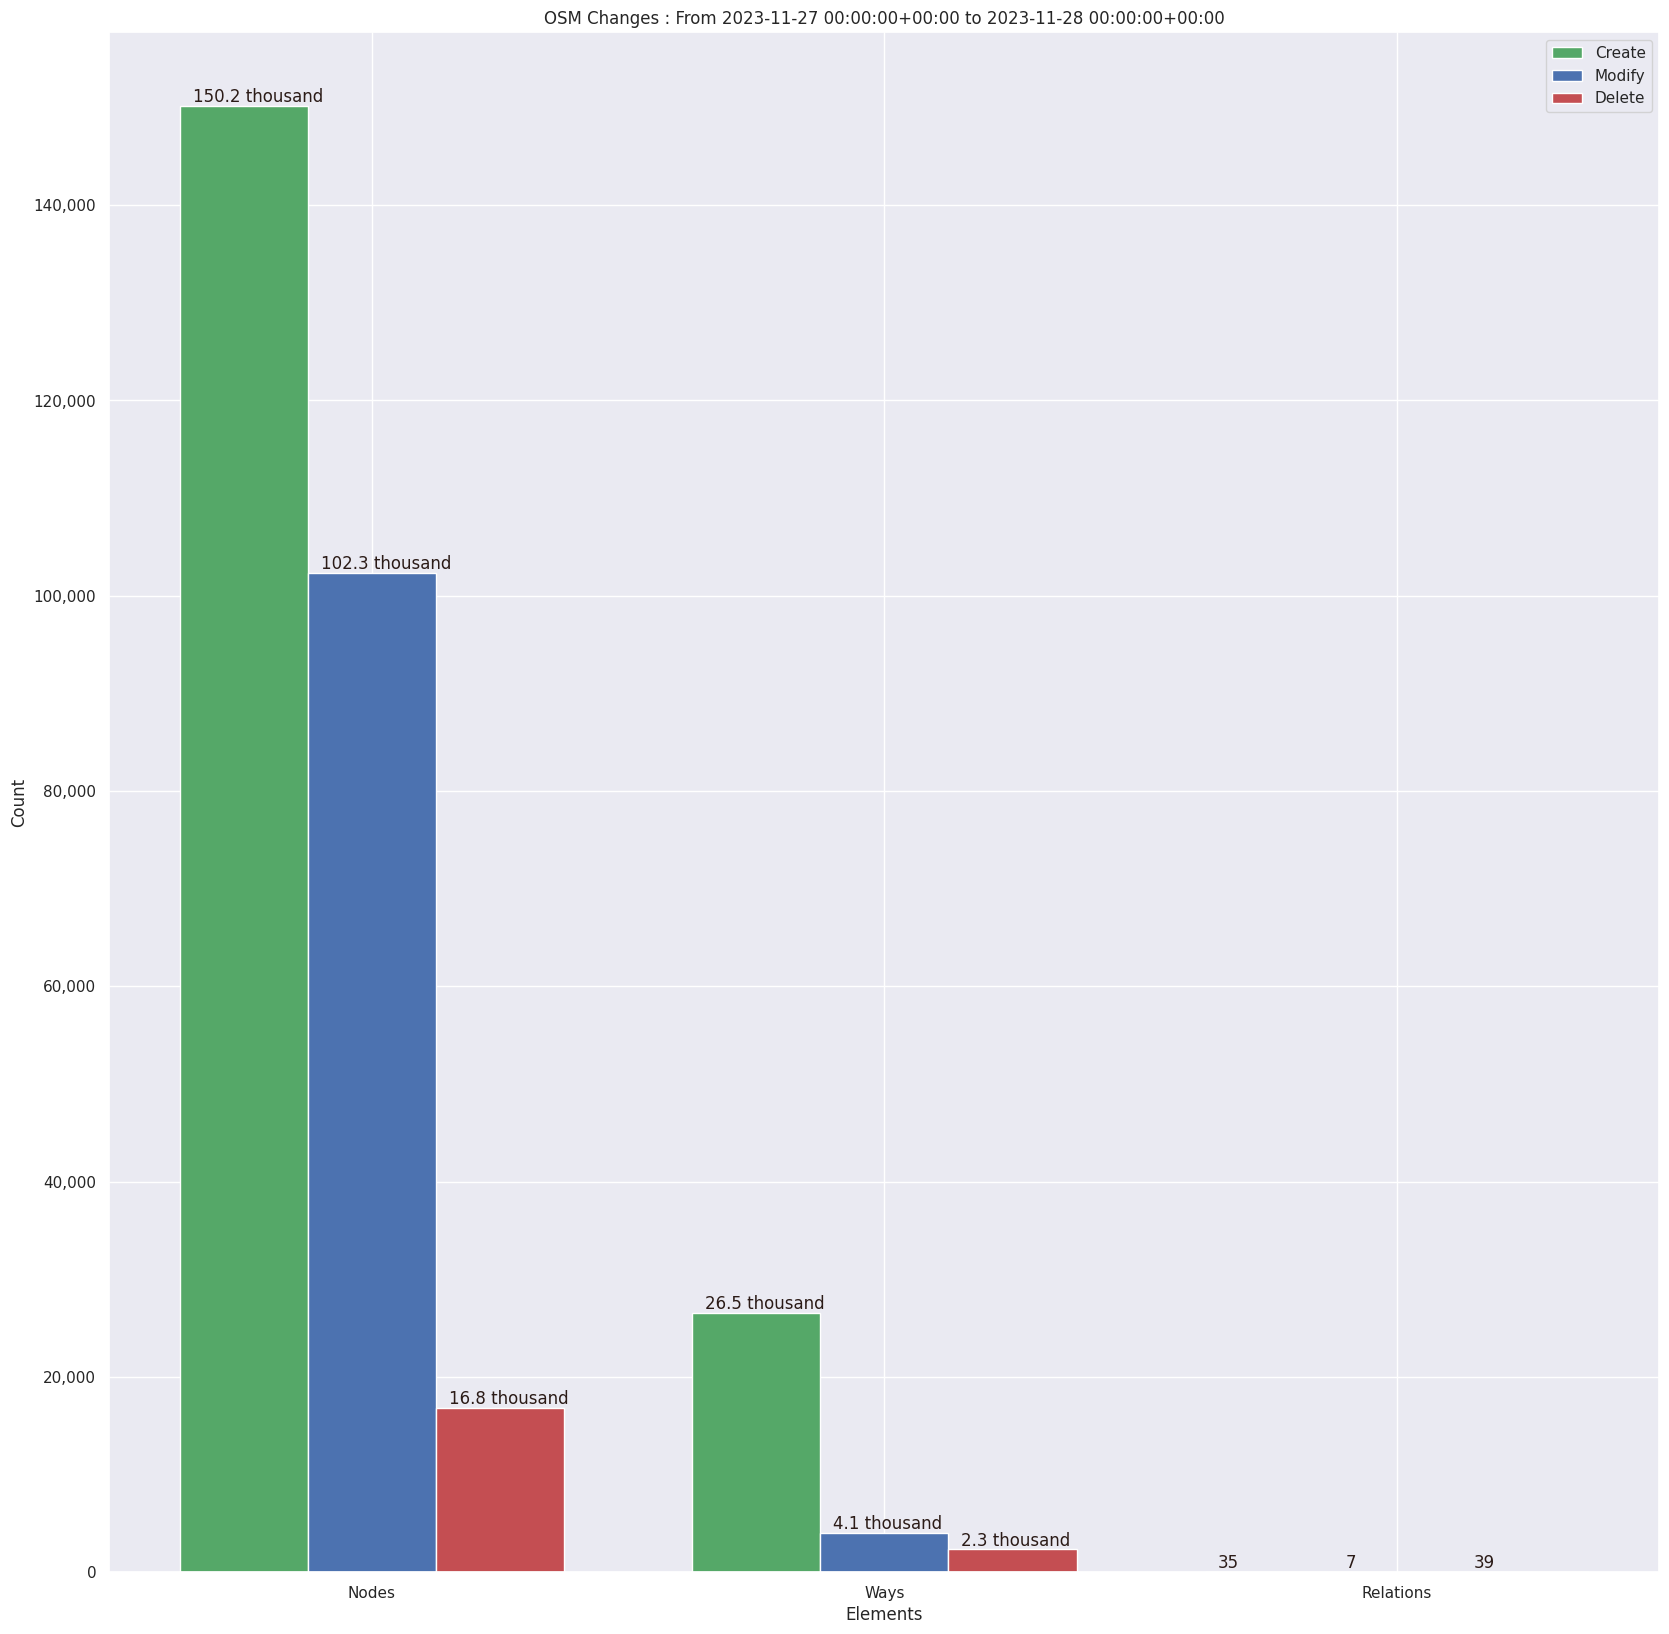 OSM Changes : From 2023-11-27 00:00:00+00:00 to 2023-11-28 00:00:00+00:00
Create
Modify
Delete
150.2 thousand
102.3 thousand
16.8 thousand
26.5 thousand
4.1 thousand
2.3 thousand
35
7
39
140,000
120,000
100,000
80,000
60,000
40,000
20,000
0
Count
Nodes
Ways
Relations
Elements